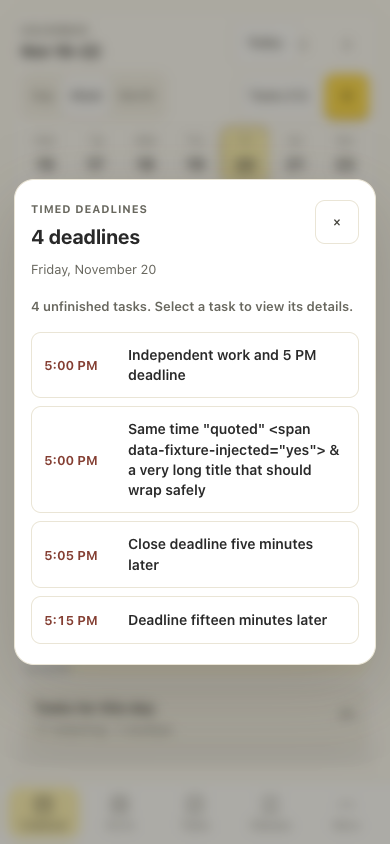 TIMED DEADLINES
4 deadlines
×
Friday, November 20
4 unfinished tasks. Select a task to view its details.
5:00 PM
Independent work and 5 PM
deadline
5:00 PM
Same time "quoted" <span
data-fixture-injected="yes"> &
a very long title that should
wrap safely
5:05 PM
Close deadline five minutes
later
5:15 PM
Deadline fifteen minutes later